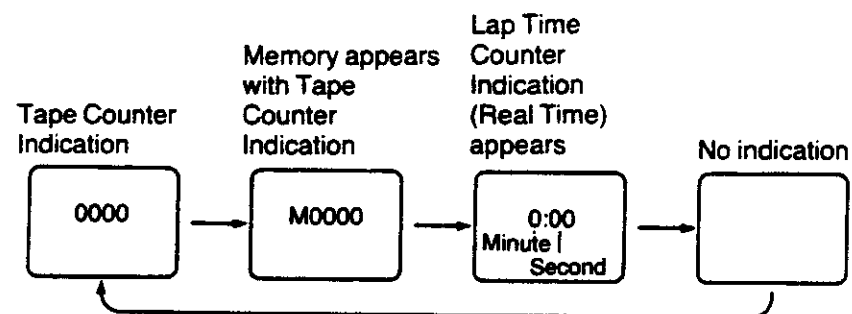 Tape Counter
Indication
0000
Memory appears
with Tape
Counter
Indication
M0000
Lap Time
Counter
Indication
(Real Time)
appears
0:00
Minute
Second
No indication